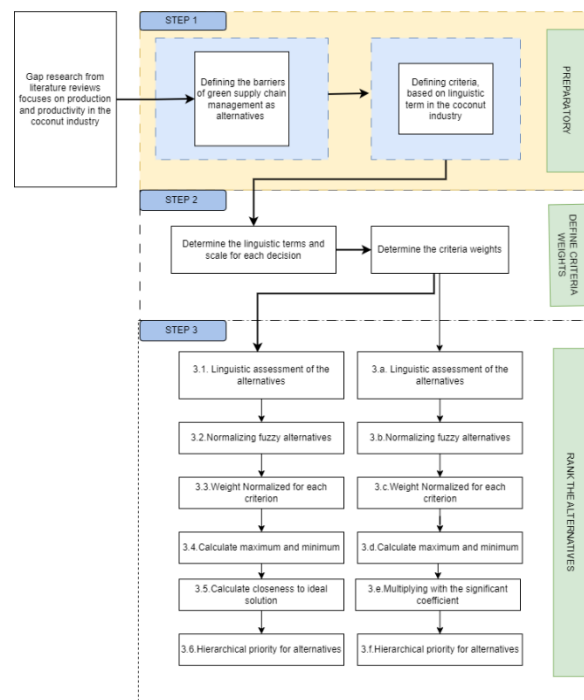 STEP 1
Gap research from
literature reviews
focuses on production
and productivity in the
coconut industry
Defining the barriers
of green supply chain
management as
alternatives
Defining criteria,
based on linguistic
term in the coconut
industry
PREPARATORY
STEP 2
Determine the linguistic terms and
scale for each decision
Determine the criteria weights
DEFINE CRITERIA
WEIGHTS
STEP 3
3.1. Linguistic assessment of the
alternatives
3.2.Normalizing fuzzy alternatives
3.3.Weight Normalized for each
criterion
3.4.Calculate maximum and minimum
3.5.Calculate closeness to ideal
solution
3.6.Hierarchical priority for alternatives
3.a. Linguistic assessment of the
alternatives
3.b.Normalizing fuzzy alternatives
3.c.Weight Normalized for each
criterion
3.d.Calculate maximum and minimum
3.e.Multiplying with the significant
coefficient
3.f.Hierarchical priority for alternatives
RANK THE ALTERNATIVES